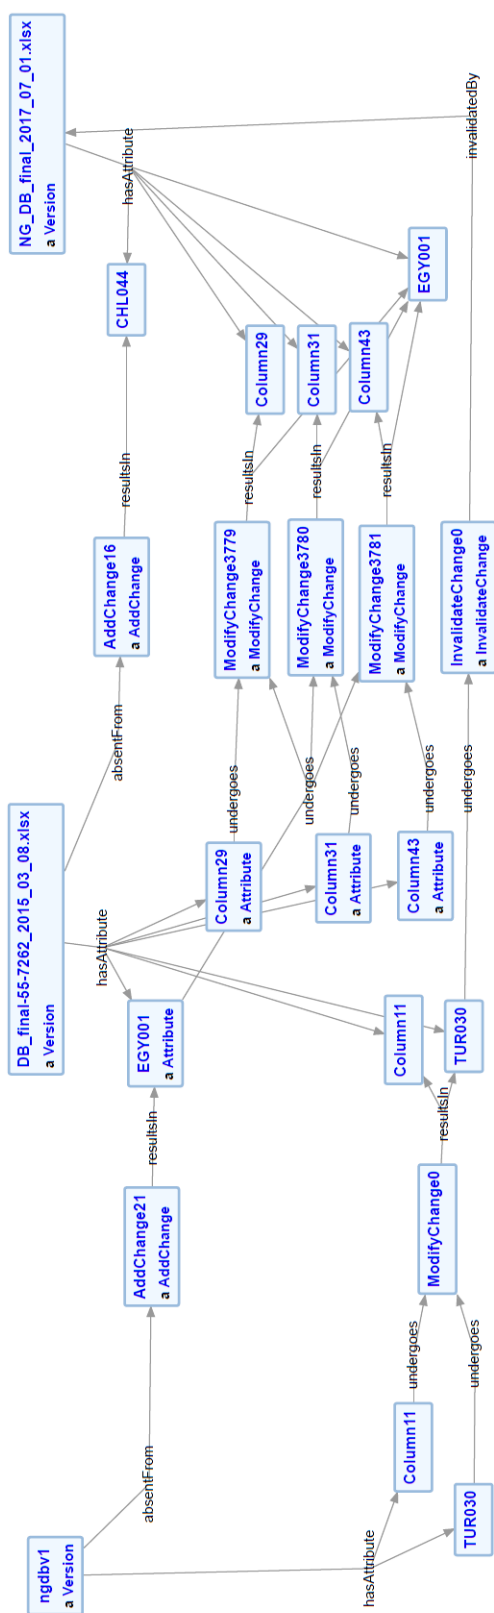 ngdbv1
a Version
absentFrom
hasAttribute
AddChange21
a AddChange
resultsIn
Column11
TUR030
undergoes
undergoes
ModifyChange0
resultsIn
DB_final-55-7262_2015_03_08.xlsx
a Version
hasAttribute
absentFrom
EGY001
a Attribute
Column11
TUR030
Column29
a Attribute
Column31
a Attribute
Column43
a Attribute
undergoes
undergoes
undergoes
undergoes
undergoes
AddChange16
a AddChange
resultsIn
ModifyChange3779
a ModifyChange
ModifyChange3780
a ModifyChange
ModifyChange3781
a ModifyChange
InvalidateChange0
a InvalidateChange
resultsIn
resultsIn
resultsIn
NG_DB_final_2017_07_01.xlsx
a Version
hasAttribute
CHL044
Column29
Column31
Column43
EGY001
invalidatedBy